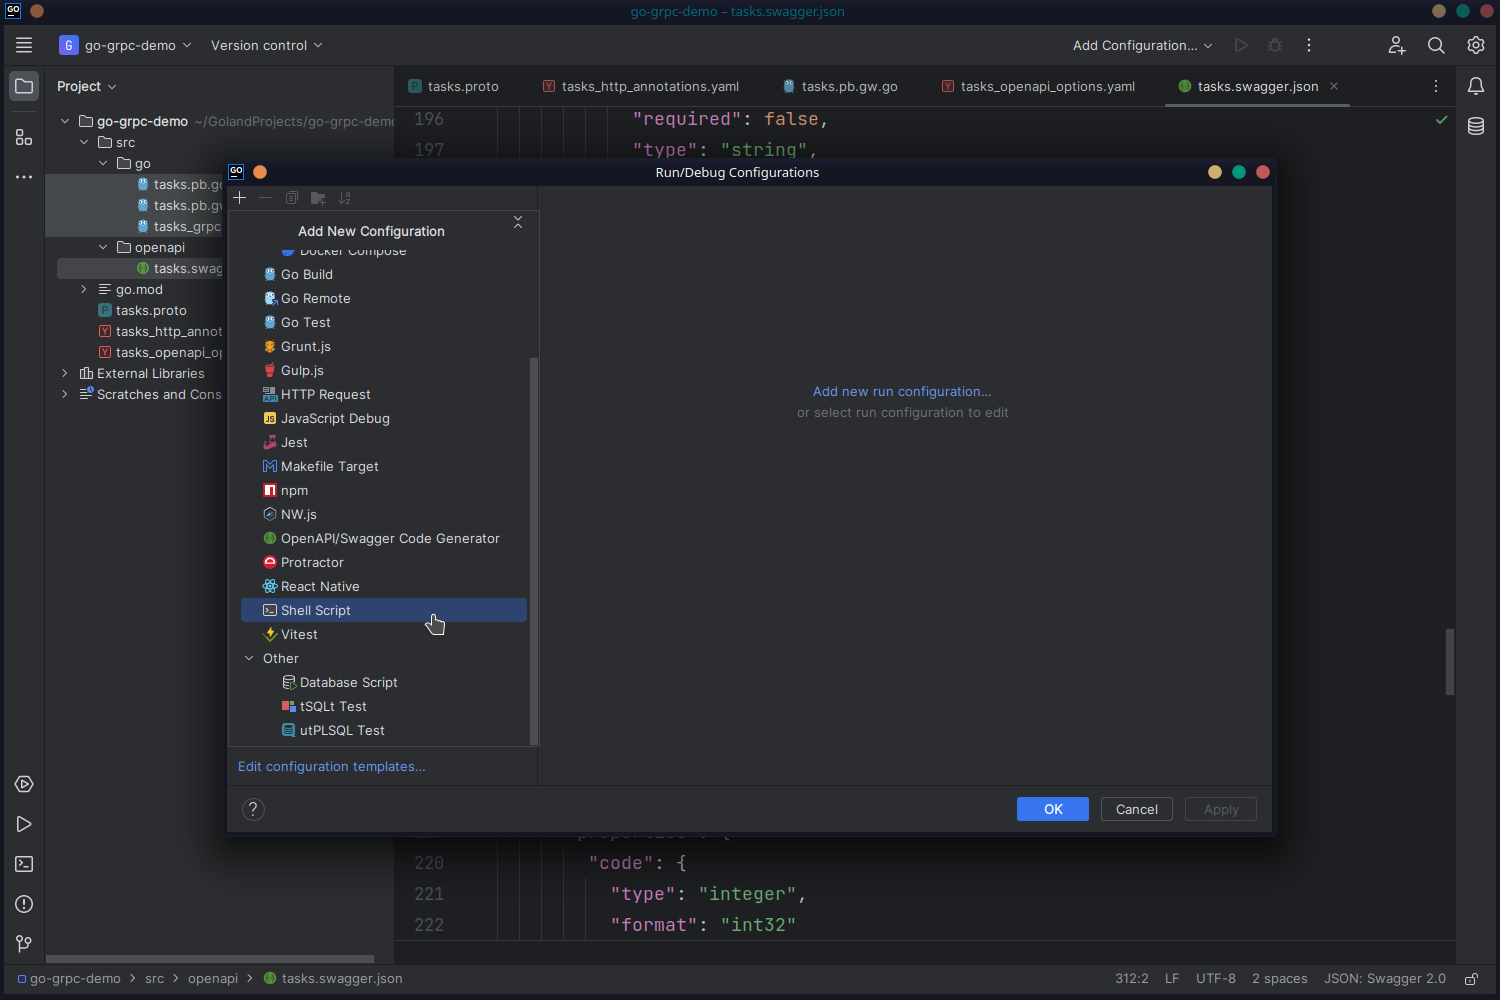 GO
go-grpc-demo – tasks.swagger.json
G go-grpc-demo
Version control
Add Configuration...
Project
tasks.proto
tasks_http_annotations.yaml
tasks.pb.gw.go
tasks_openapi_options.yaml
tasks.swagger.json
go-grpc-demo ~/GolandProjects/go-grpc-demo
src
go
tasks.pb.go
tasks.pb.gw
tasks_grpc
openapi
tasks.swag
go.mod
tasks.proto
tasks_http_annot
tasks_openapi_op
External Libraries
Scratches and Cons
196 "required": false,
197 "type": "string",
GO
Run/Debug Configurations
Add New Configuration
Docker Compose
Go Build
Go Remote
Go Test
Grunt.js
Gulp.js
HTTP Request
JavaScript Debug
Jest
Makefile Target
npm
NW.js
OpenAPI/Swagger Code Generator
Protractor
React Native
Shell Script
Vitest
Other
Database Script
tSQLt Test
utPLSQL Test
Edit configuration templates...
Add new run configuration...
or select run configuration to edit
?
OK
Cancel
Apply
220 "code": {
221 "type": "integer",
222 "format": "int32"
go-grpc-demo > src > openapi > tasks.swagger.json
312:2 LF UTF-8 2 spaces JSON: Swagger 2.0